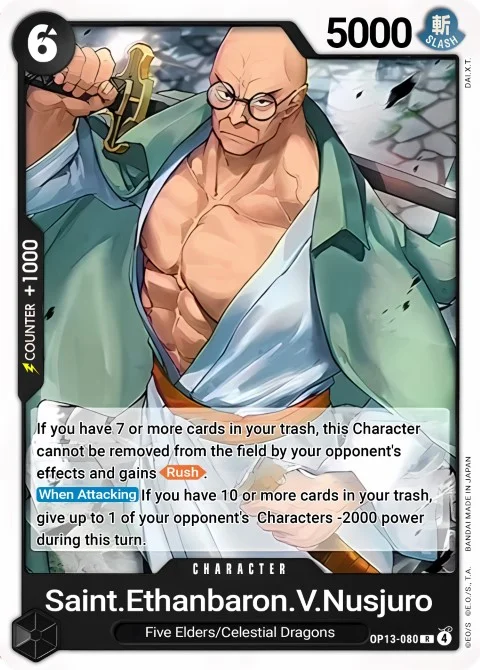 6
5000
斬
SLASH
DAI.X.T.
COUNTER +1000
If you have 7 or more cards in your trash, this Character
cannot be removed from the field by your opponent's
effects and gains Rush.
When Attacking If you have 10 or more cards in your trash,
give up to 1 of your opponent's Characters -2000 power
during this turn.
CHARACTER
Saint.Ethanbaron.V.Nusjuro
Five Elders/Celestial Dragons
OP13-080 R 4
©E.O/S ©E.O/S.,T.A. BANDAI MADE IN JAPAN